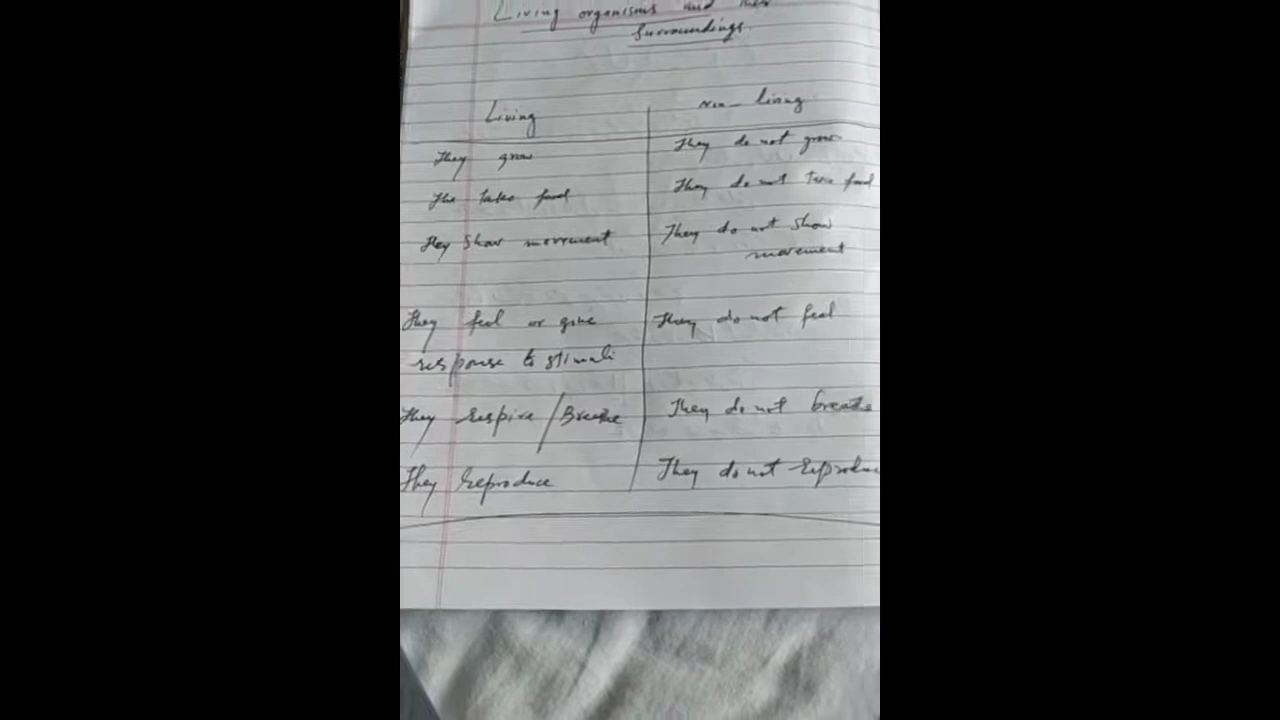 Living organisms and their
Surroundings.
Living
Non-living
They grow
They do not grow
The take food
They do not take food
They show movement
They do not show
movement
They feel or give
response to stimuli
They do not feel
They respire/Breathe
They do not breathe
They reproduce
They do not reproduce